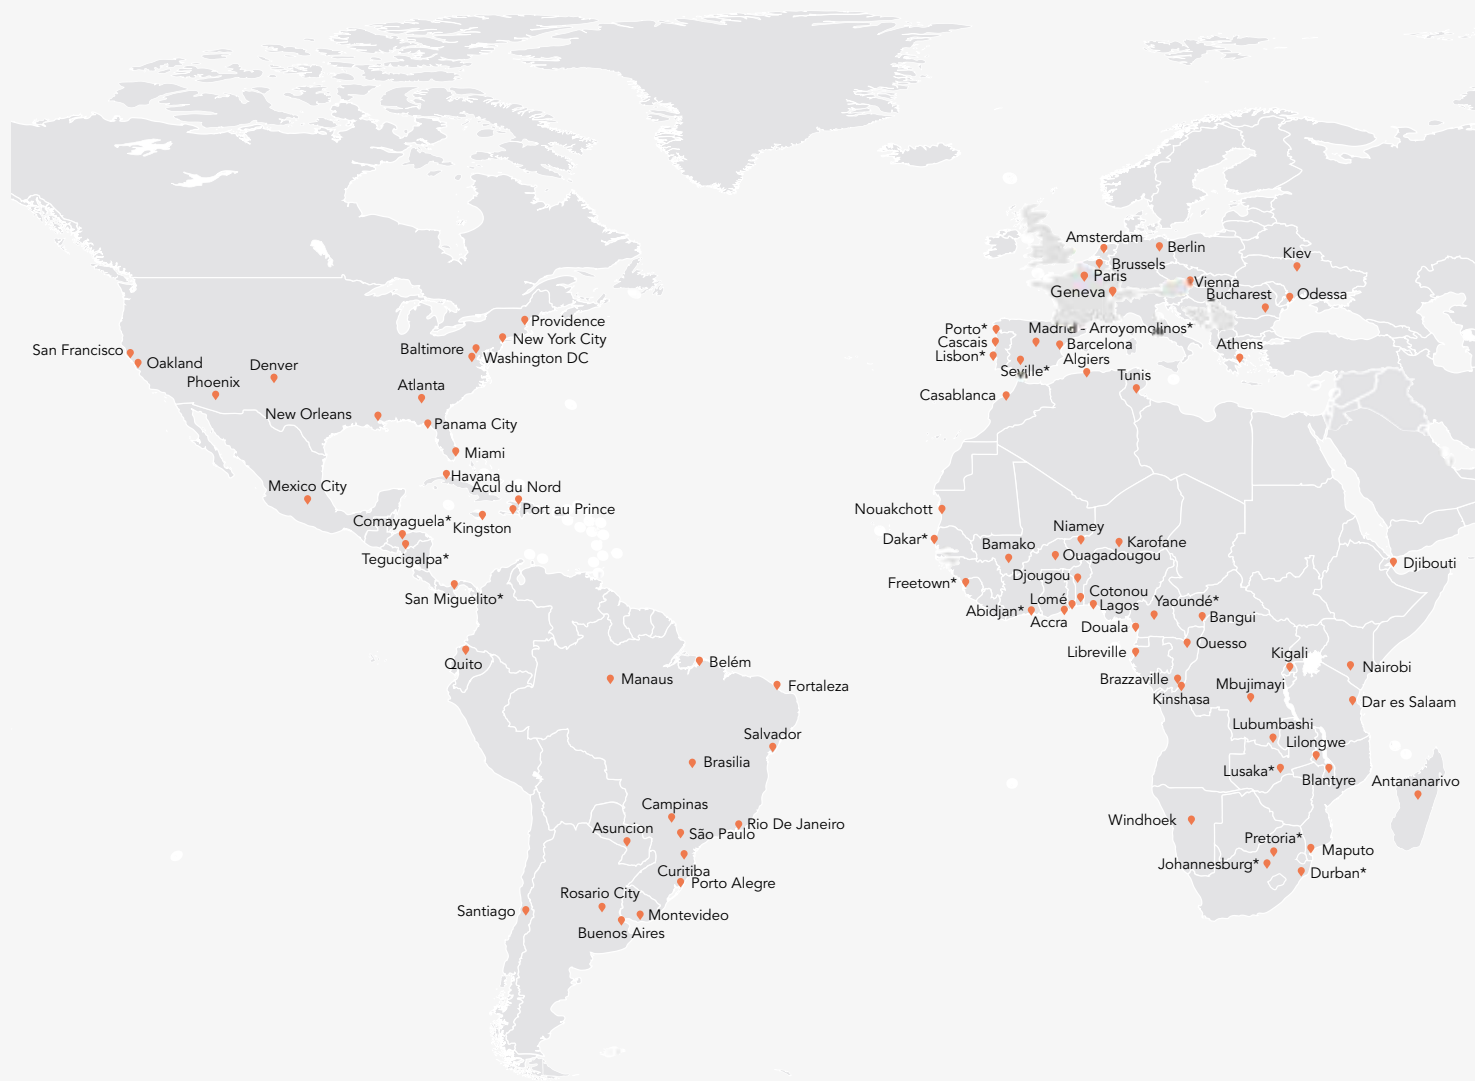 Amsterdam
Berlin
Kiev
Brussels
Paris
Vienna
Geneva
Bucharest
Odessa
Providence
Porto*
Madrid - Arroyomolinos*
New York City
Cascais
Barcelona
Athens
San Francisco
Baltimore
Washington DC
Lisbon*
Algiers
Oakland
Denver
Seville*
Tunis
Phoenix
Atlanta
Casablanca
New Orleans
Panama City
Miami
Havana
Mexico City
Acul du Nord
Port au Prince
Nouakchott
Comayaguela*
Kingston
Niamey
Dakar*
Bamako
Karofane
Tegucigalpa*
Ouagadougou
Djibouti
Djougou
Freetown*
Cotonou
San Miguelito*
Lomé
Lagos
Yaoundé*
Abidjan*
Accra
Bangui
Douala
Ouesso
Libreville
Kigali
Quito
Belém
Nairobi
Manaus
Brazzaville
Mbujimayi
Fortaleza
Kinshasa
Dar es Salaam
Lubumbashi
Salvador
Lilongwe
Brasilia
Lusaka*
Blantyre
Antananarivo
Campinas
Windhoek
Asuncion
São Paulo
Rio De Janeiro
Pretoria*
Maputo
Johannesburg*
Curitiba
Durban*
Porto Alegre
Rosario City
Santiago
Montevideo
Buenos Aires